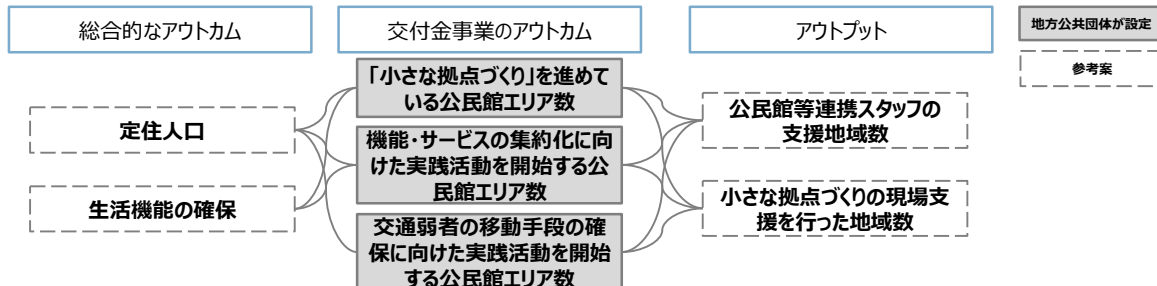 総合的なアウトカム
交付金事業のアウトカム
アウトプット
地方公共団体が設定
参考案
定住人口
生活機能の確保
「小さな拠点づくり」を進めて
いる公民館エリア数
機能・サービスの集約化に向
けた実践活動を開始する公
民館エリア数
交通弱者の移動手段の確
保に向けた実践活動を開始
する公民館エリア数
公民館等連携スタッフの
支援地域数
小さな拠点づくりの現場支
援を行った地域数